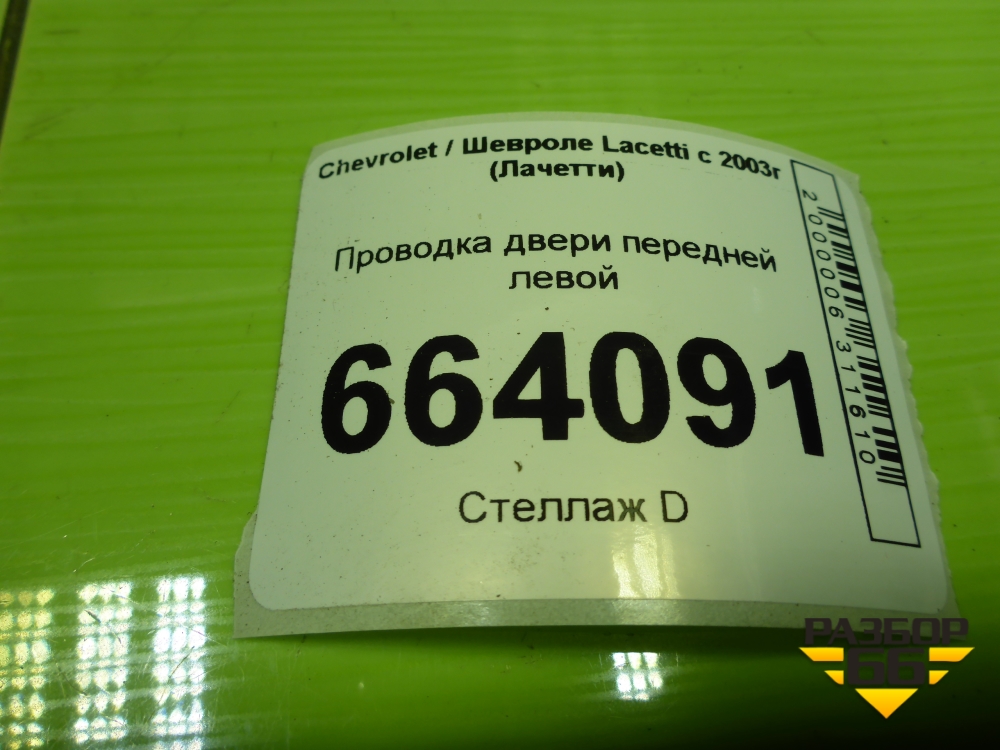 Chevrolet / Шевроле Lacetti с 2003г
(Лачетти)
Проводка двери передней
левой
664091
Стеллаж D
2000006311610
РАЗБОР
66